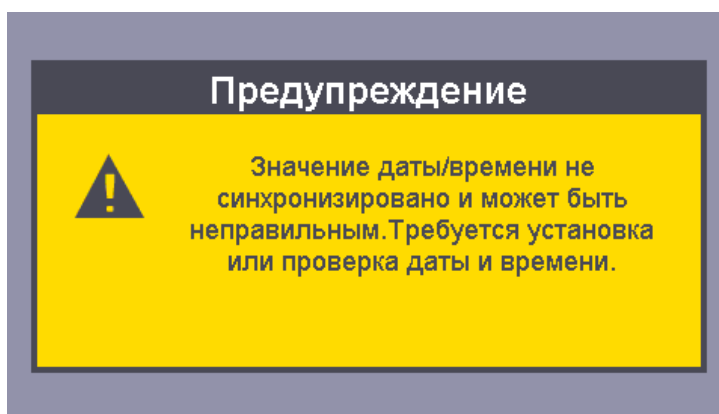 Предупреждение
Значение даты/времени не
синхронизировано и может быть
неправильным.Требуется установка
или проверка даты и времени.